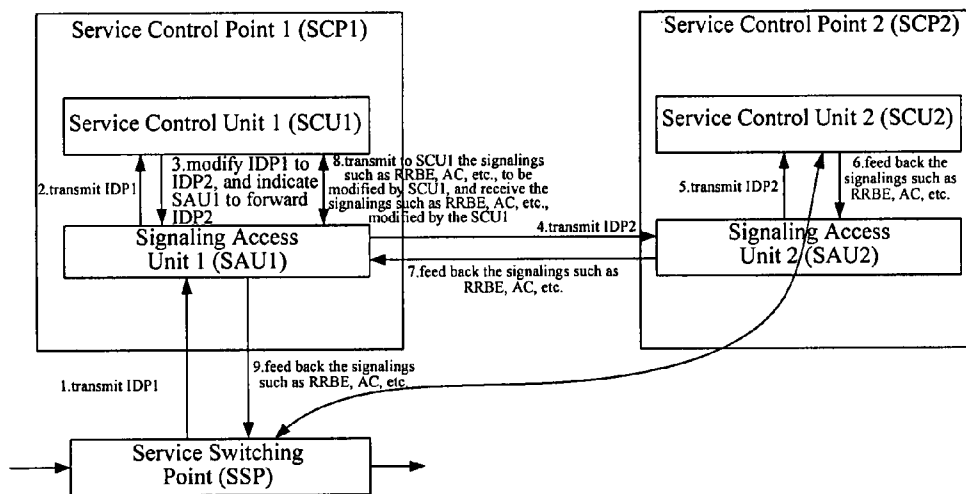 Service Control Point 1 (SCP1)
Service Control Point 2 (SCP2)
Service Control Unit 1 (SCU1)
Service Control Unit 2 (SCU2)
2.transmit IDP1
3.modify IDP1 to
IDP2, and indicate
SAU1 to forward
IDP2
8.transmit to SCU1 the signalings
such as RRBE, AC, etc., to be
modified by SCU1, and receive the
signalings such as RRBE, AC, etc.,
modified by the SCU1
5.transmit IDP2
6.feed back the
signalings such as
RRBE, AC, etc.
4.transmit IDP2
Signaling Access
Unit 1 (SAU1)
Signaling Access
Unit 2 (SAU2)
7.feed back the signalings such as
RRBE, AC, etc.
1.transmit IDP1
9.feed back the signalings
such as RRBE, AC, etc.
Service Switching
Point (SSP)